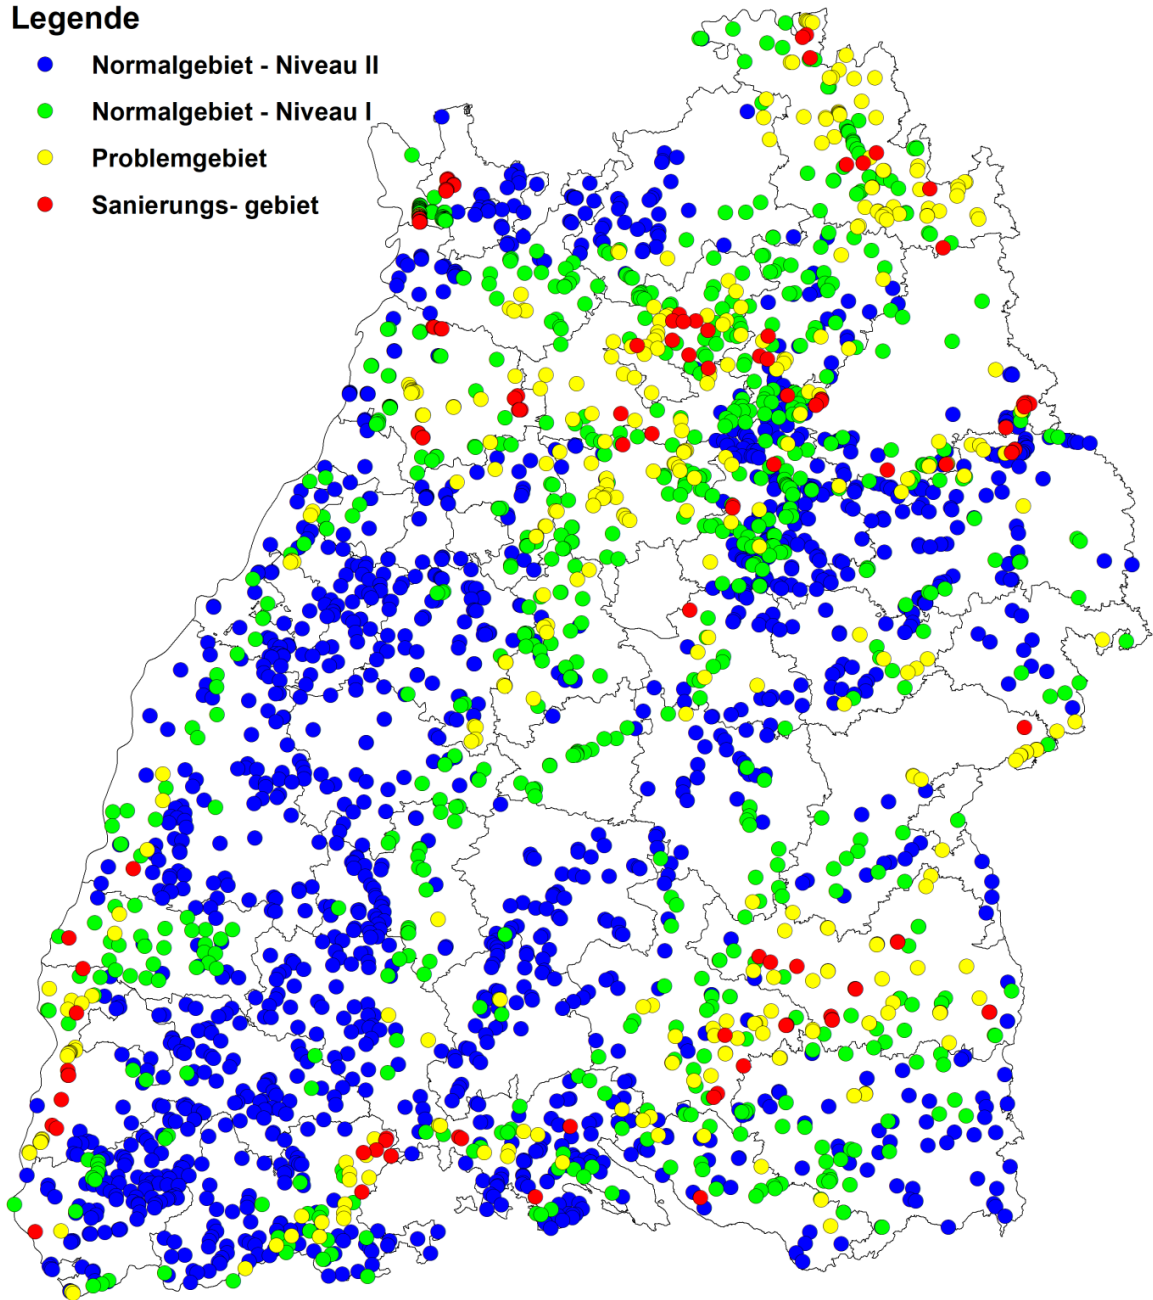 Legende
Normalgebiet - Niveau II
Normalgebiet - Niveau I
Problemgebiet
Sanierungs- gebiet